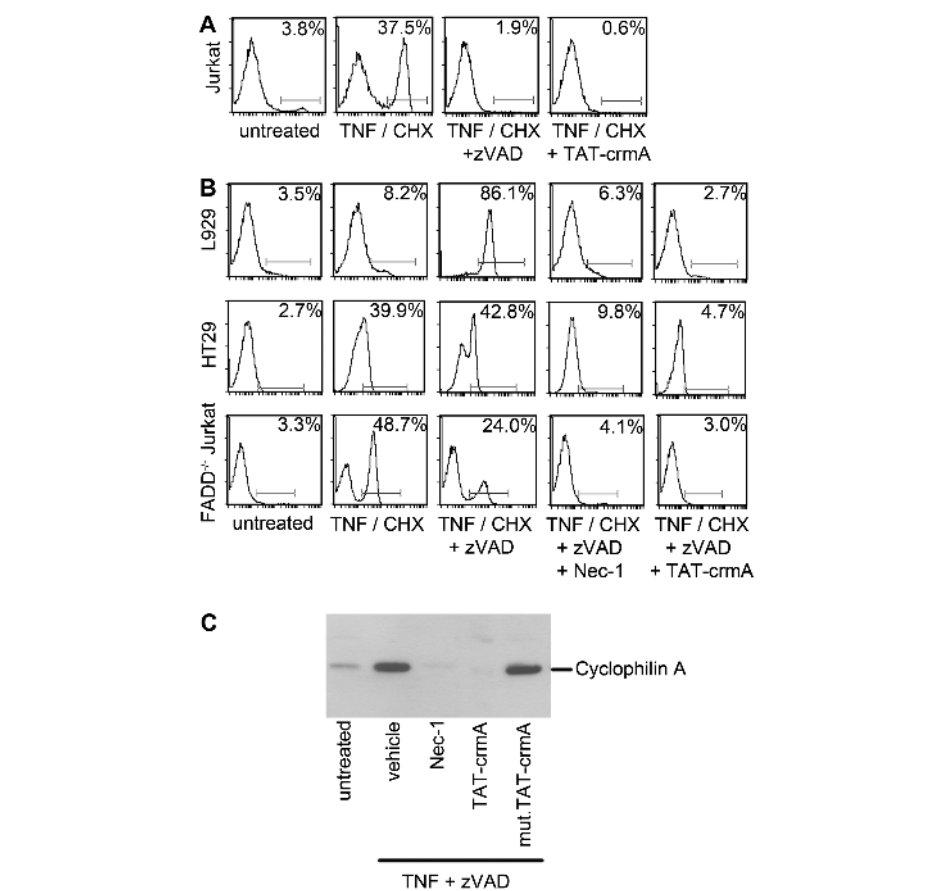 A
Jurkat
3.8%
37.5%
1.9%
0.6%
untreated
TNF / CHX
TNF / CHX
+zVAD
TNF / CHX
+ TAT-crmA
B
L929
3.5%
8.2%
86.1%
6.3%
2.7%
HT29
2.7%
39.9%
42.8%
9.8%
4.7%
FADD-/- Jurkat
3.3%
48.7%
24.0%
4.1%
3.0%
untreated
TNF / CHX
TNF / CHX
+ zVAD
TNF / CHX
+ zVAD
+ Nec-1
TNF / CHX
+ zVAD
+ TAT-crmA
C
Cyclophilin A
untreated
vehicle
Nec-1
TAT-crmA
mut.TAT-crmA
TNF + zVAD